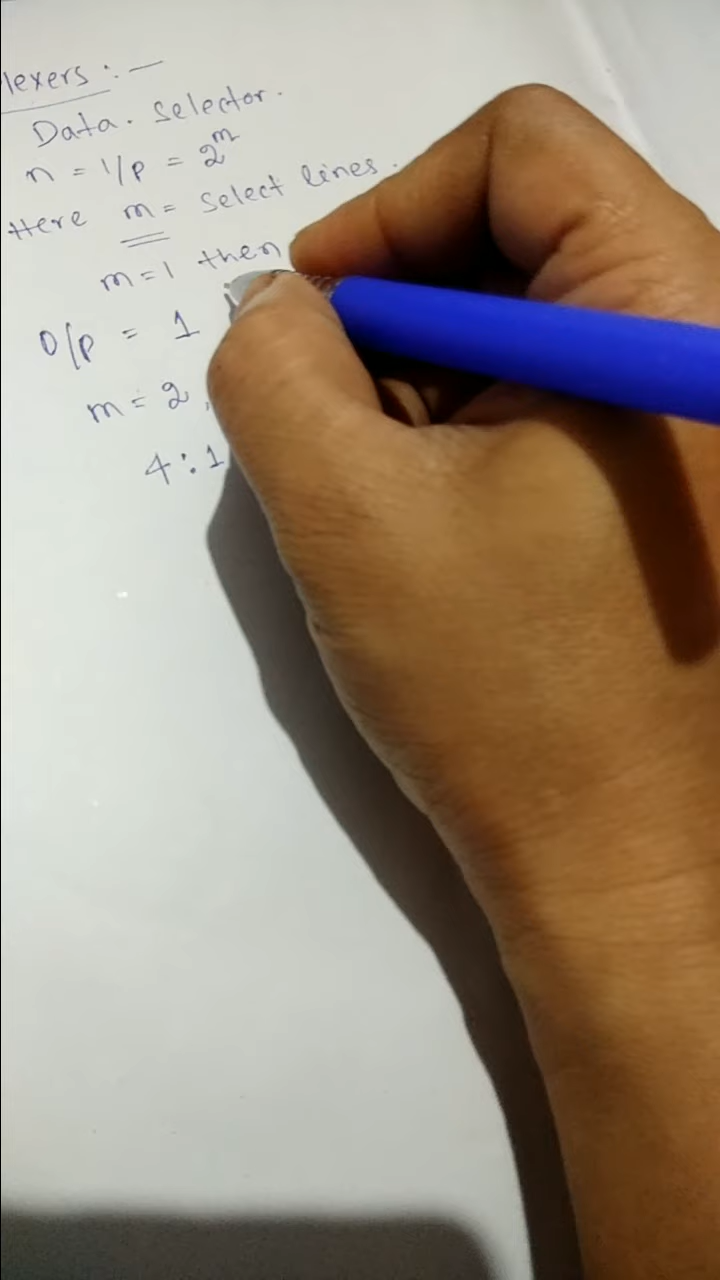 lexers :-
Data. Selector.
n = I/P = 2^m
Here m = Select lines.
m = 1 then
O/P = 1
m = 2,
4:1